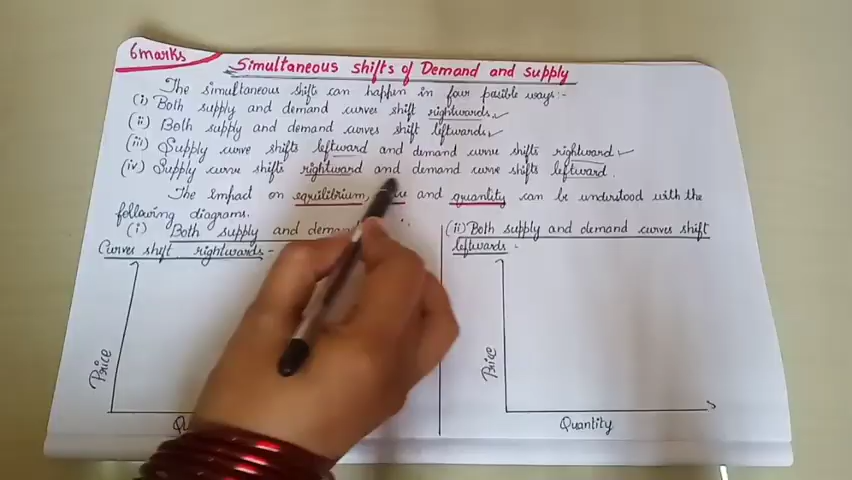 6marks
Simultaneous shifts of Demand and supply
The simultaneous shift can happen in four posible ways:-
(i) Both supply and demand curves shift rightwards.
(ii) Both supply and demand curves shift leftwards.
(iii) Supply curve shifts leftward and demand curve shifts rightward.
(iv) Supply curve shifts rightward and demand curve shifts leftward.
The impact on equilibrium and quantity can be understood with the
following diagrams.
(i) Both supply and
Curves shift rightwards-
Price
(ii) Both supply and demand curves shift
leftwards-
Price
Quantity